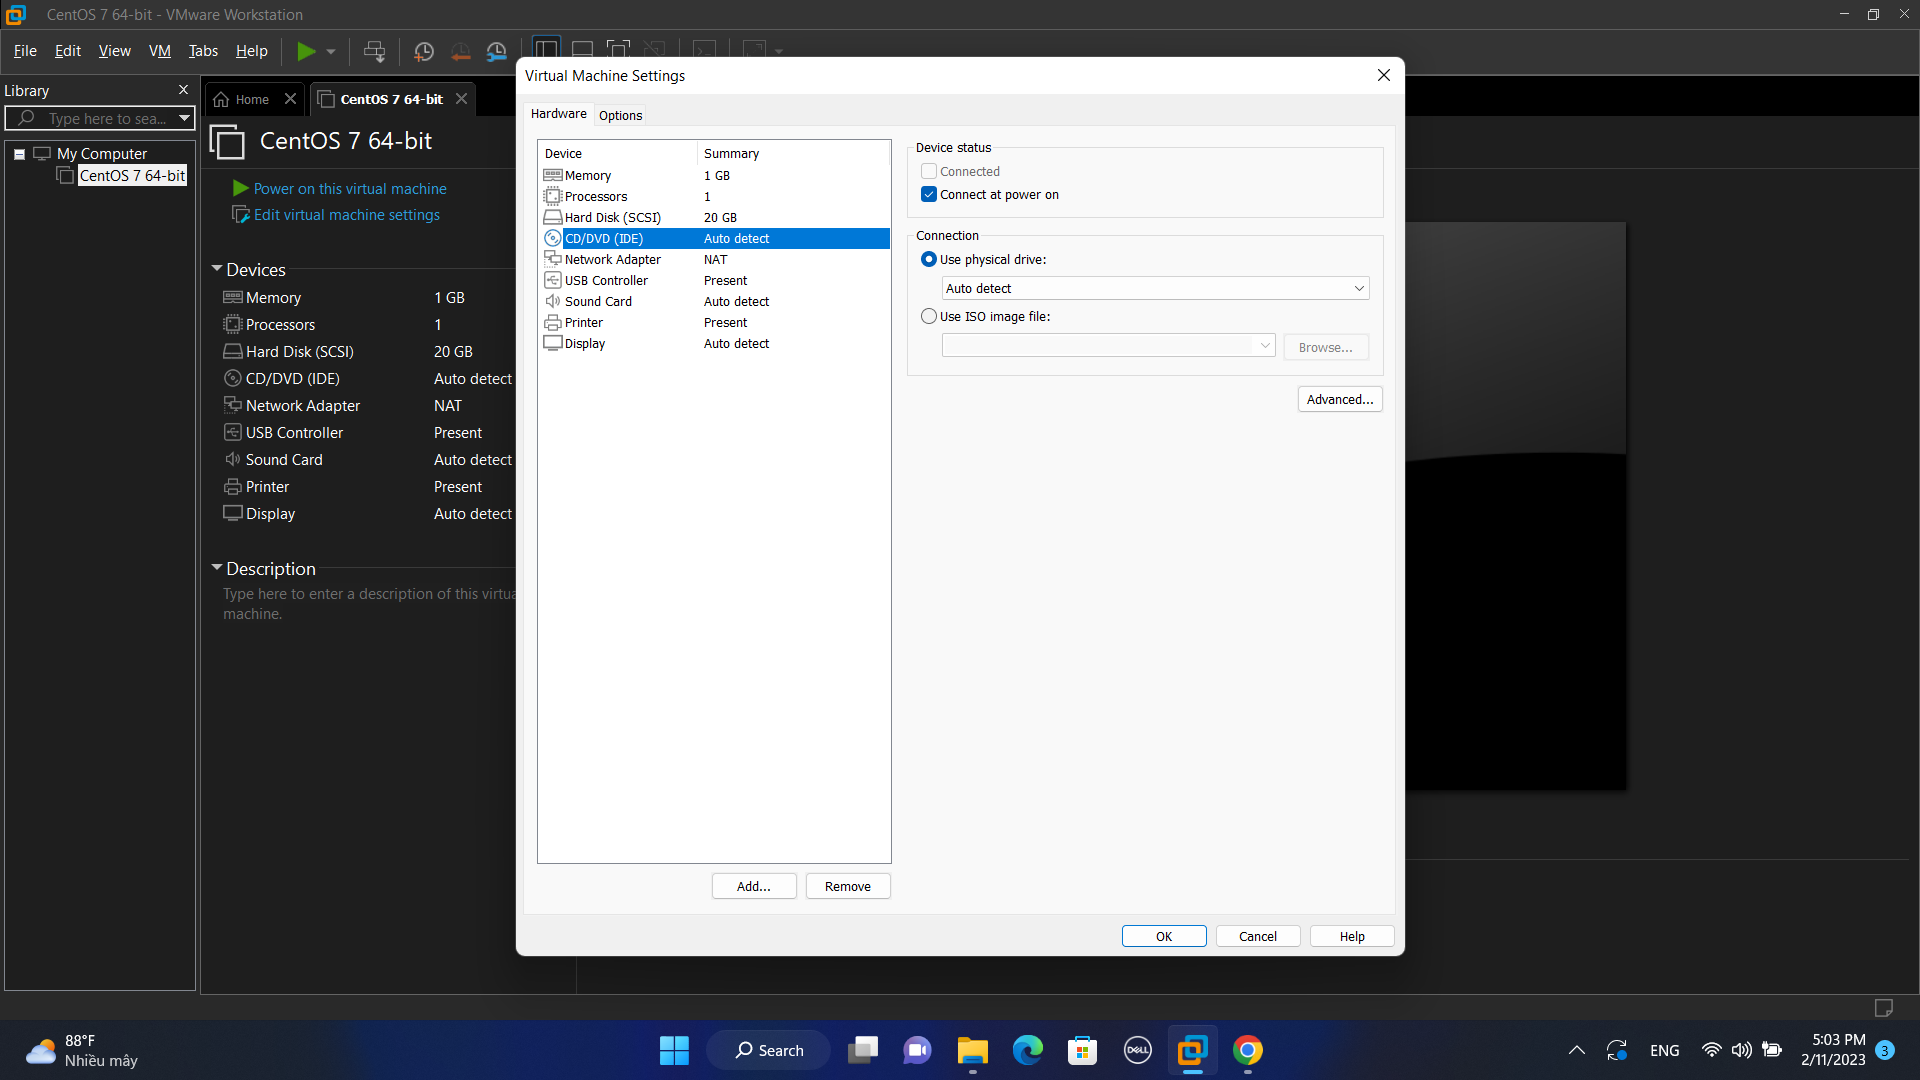 CentOS 7 64-bit - VMware Workstation
File Edit View VM Tabs Help
Library
Type here to sea...
My Computer
CentOS 7 64-bit
Home
CentOS 7 64-bit
CentOS 7 64-bit
Power on this virtual machine
Edit virtual machine settings
Devices
Memory 1 GB
Processors 1
Hard Disk (SCSI) 20 GB
CD/DVD (IDE) Auto detect
Network Adapter NAT
USB Controller Present
Sound Card Auto detect
Printer Present
Display Auto detect
Description
Type here to enter a description of this virtua
machine.
Virtual Machine Settings
Hardware Options
Device Summary
Memory 1 GB
Processors 1
Hard Disk (SCSI) 20 GB
CD/DVD (IDE) Auto detect
Network Adapter NAT
USB Controller Present
Sound Card Auto detect
Printer Present
Display Auto detect
Add... Remove
Device status
Connected
Connect at power on
Connection
Use physical drive:
Auto detect
Use ISO image file:
Browse...
Advanced...
OK Cancel Help
88°F
Nhiều mây
Search
DELL
ENG
5:03 PM
2/11/2023
3